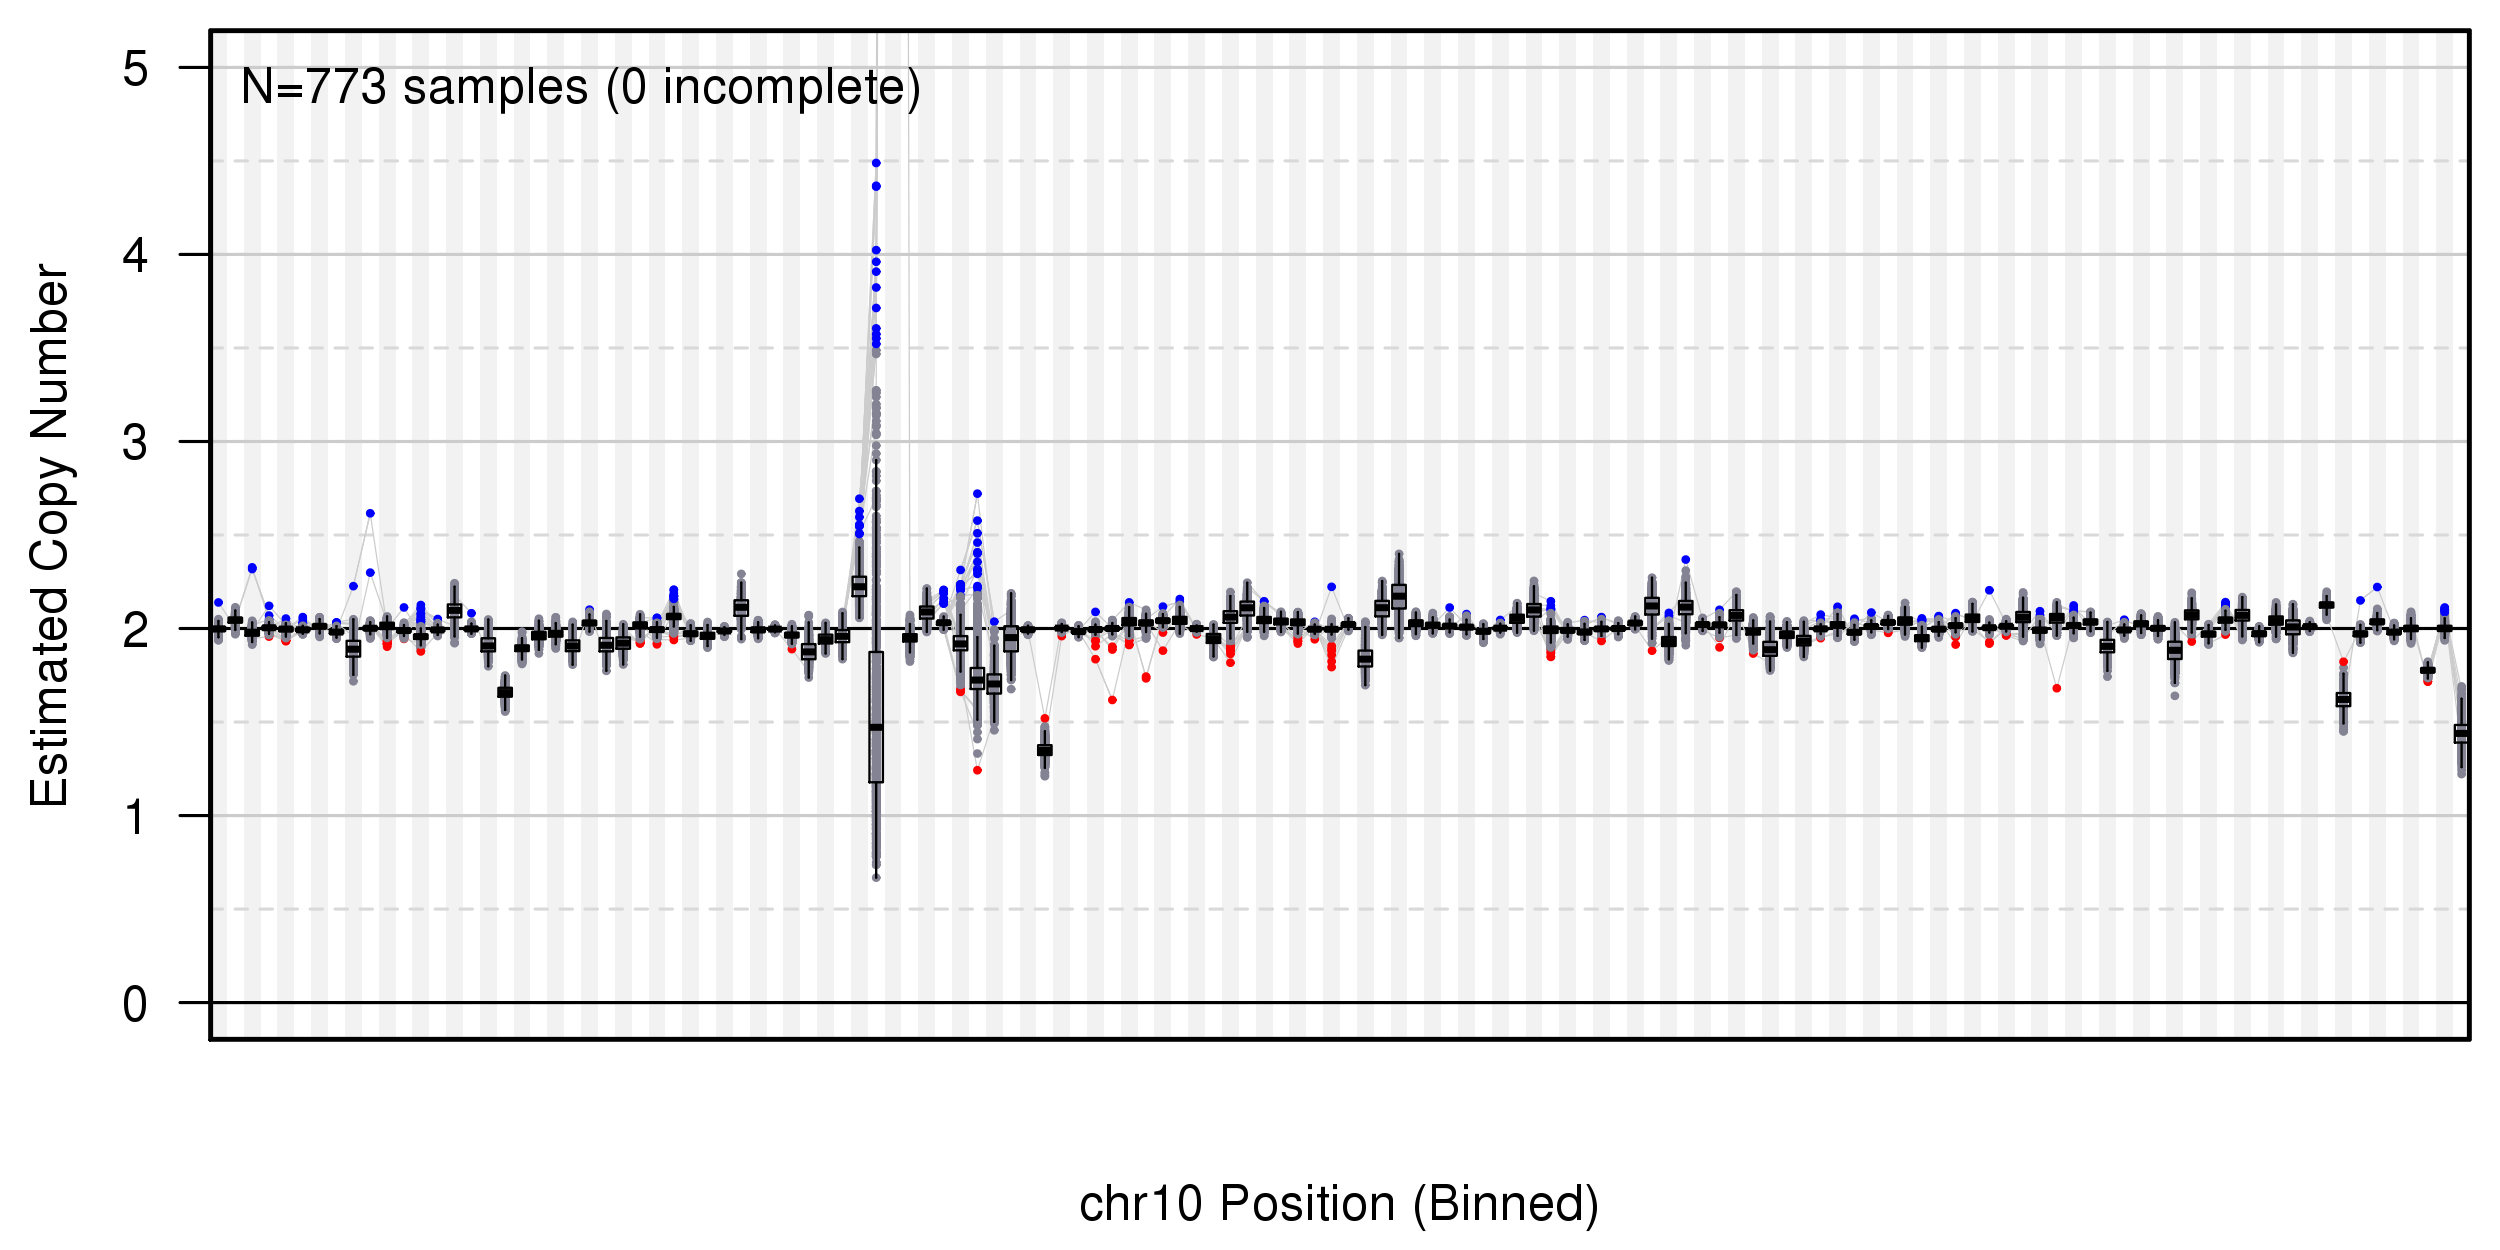 N=773 samples (0 incomplete)
Estimated Copy Number
5
4
3
2
1
0
chr10 Position (Binned)